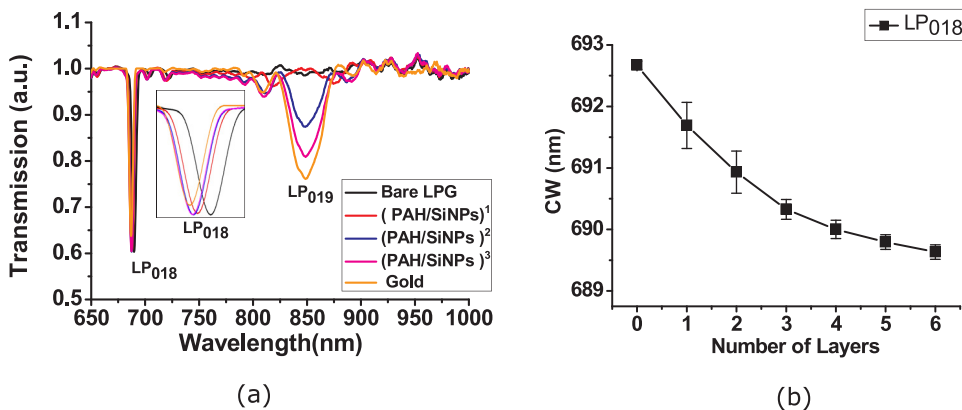 1.1
1.0
0.9
0.8
0.7
0.6
0.5
Transmission (a.u.)
LP018
LP019
LP018
Bare LPG
( PAH/SiNPs)1
(PAH/SiNPs )2
(PAH/SiNPs )3
Gold
650 700 750 800 850 900 950 1000
Wavelength(nm)
(a)
LP018
693
692
691
690
689
CW (nm)
0 1 2 3 4 5 6
Number of Layers
(b)